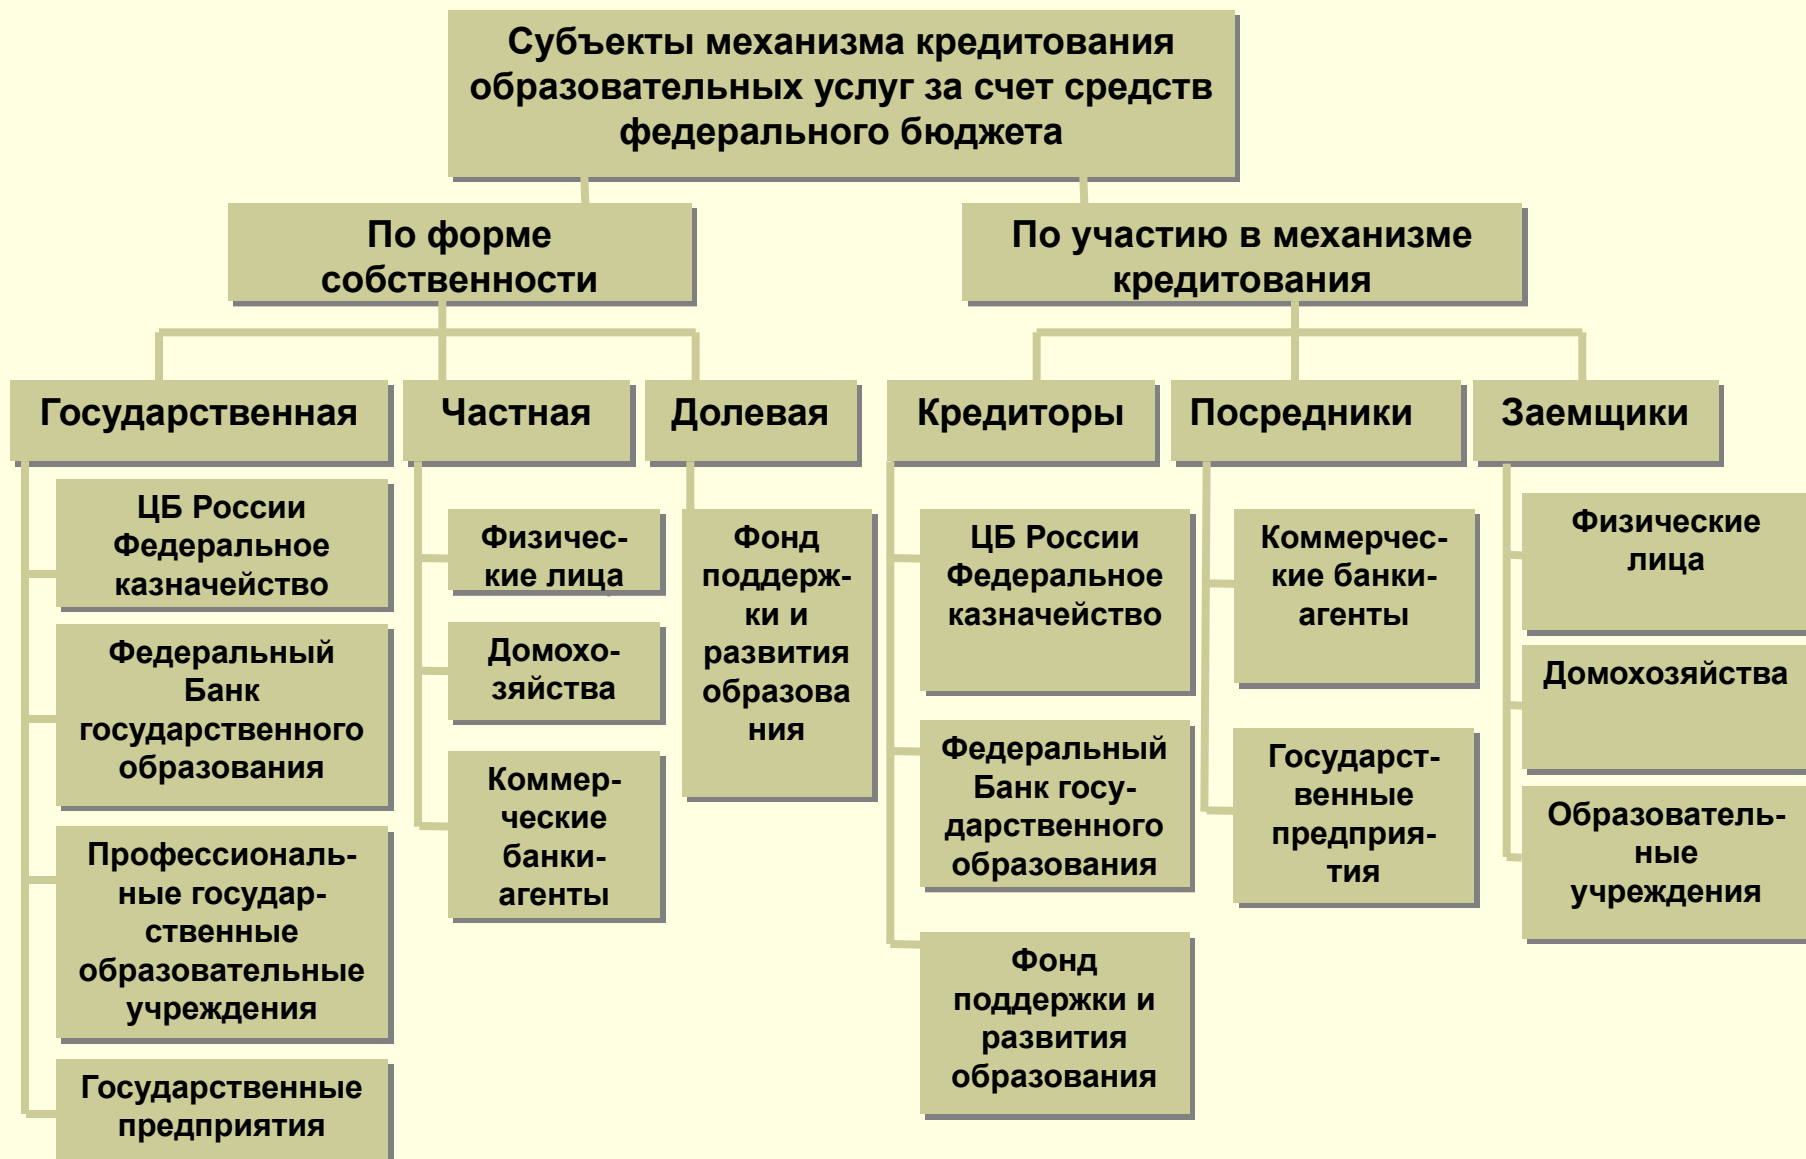 Субъекты механизма кредитования
образовательных услуг за счет средств
федерального бюджета
По форме
собственности
По участию в механизме
кредитования
Государственная
Частная
Долевая
Кредиторы
Посредники
Заемщики
ЦБ России
Федеральное
казначейство
Федеральный
Банк
государственного
образования
Профессиональ-
ные государ-
ственные
образовательные
учреждения
Государственные
предприятия
Физичес-
кие лица
Домохо-
зяйства
Коммер-
ческие
банки-
агенты
Фонд
поддерж-
ки и
развития
образова
ния
ЦБ России
Федеральное
казначейство
Федеральный
Банк госу-
дарственного
образования
Фонд
поддержки и
развития
образования
Коммерчес-
кие банки-
агенты
Государст-
венные
предприя-
тия
Физические
лица
Домохозяйства
Образователь-
ные
учреждения